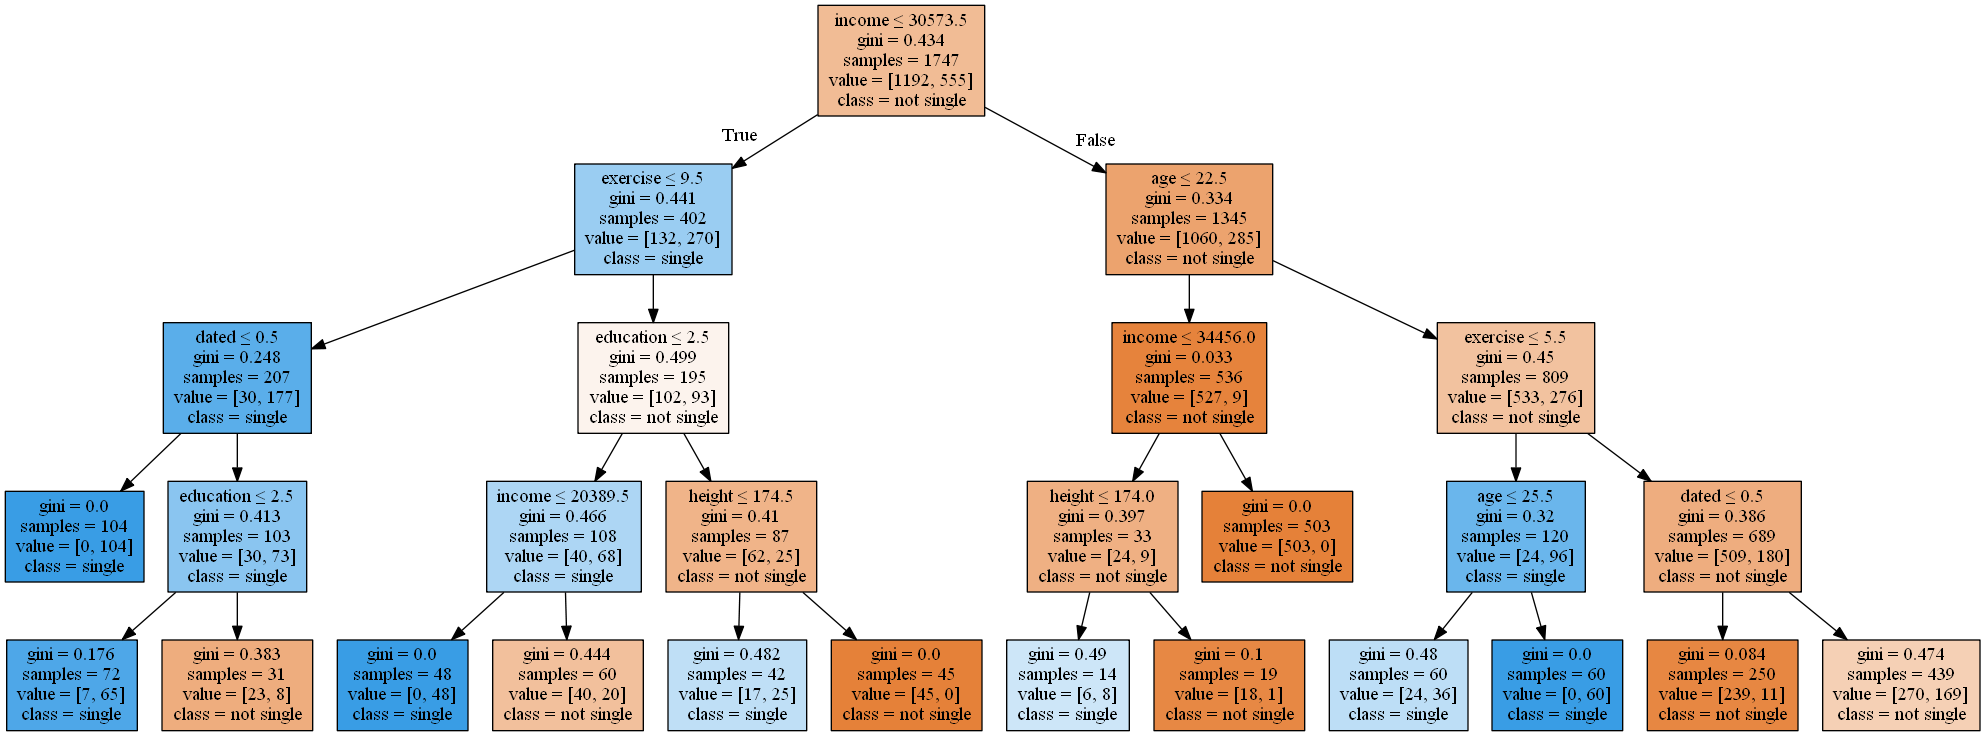 income ≤ 30573.5
gini = 0.434
samples = 1747
value = [1192, 555]
class = not single
True
False
exercise ≤ 9.5
gini = 0.441
samples = 402
value = [132, 270]
class = single
age ≤ 22.5
gini = 0.334
samples = 1345
value = [1060, 285]
class = not single
dated ≤ 0.5
gini = 0.248
samples = 207
value = [30, 177]
class = single
education ≤ 2.5
gini = 0.499
samples = 195
value = [102, 93]
class = not single
income ≤ 34456.0
gini = 0.033
samples = 536
value = [527, 9]
class = not single
exercise ≤ 5.5
gini = 0.45
samples = 809
value = [533, 276]
class = not single
gini = 0.0
samples = 104
value = [0, 104]
class = single
education ≤ 2.5
gini = 0.413
samples = 103
value = [30, 73]
class = single
income ≤ 20389.5
gini = 0.466
samples = 108
value = [40, 68]
class = single
height ≤ 174.5
gini = 0.41
samples = 87
value = [62, 25]
class = not single
height ≤ 174.0
gini = 0.397
samples = 33
value = [24, 9]
class = not single
gini = 0.0
samples = 503
value = [503, 0]
class = not single
age ≤ 25.5
gini = 0.32
samples = 120
value = [24, 96]
class = single
dated ≤ 0.5
gini = 0.386
samples = 689
value = [509, 180]
class = not single
gini = 0.176
samples = 72
value = [7, 65]
class = single
gini = 0.383
samples = 31
value = [23, 8]
class = not single
gini = 0.0
samples = 48
value = [0, 48]
class = single
gini = 0.444
samples = 60
value = [40, 20]
class = not single
gini = 0.482
samples = 42
value = [17, 25]
class = single
gini = 0.0
samples = 45
value = [45, 0]
class = not single
gini = 0.49
samples = 14
value = [6, 8]
class = single
gini = 0.1
samples = 19
value = [18, 1]
class = not single
gini = 0.48
samples = 60
value = [24, 36]
class = single
gini = 0.0
samples = 60
value = [0, 60]
class = single
gini = 0.084
samples = 250
value = [239, 11]
class = not single
gini = 0.474
samples = 439
value = [270, 169]
class = not single